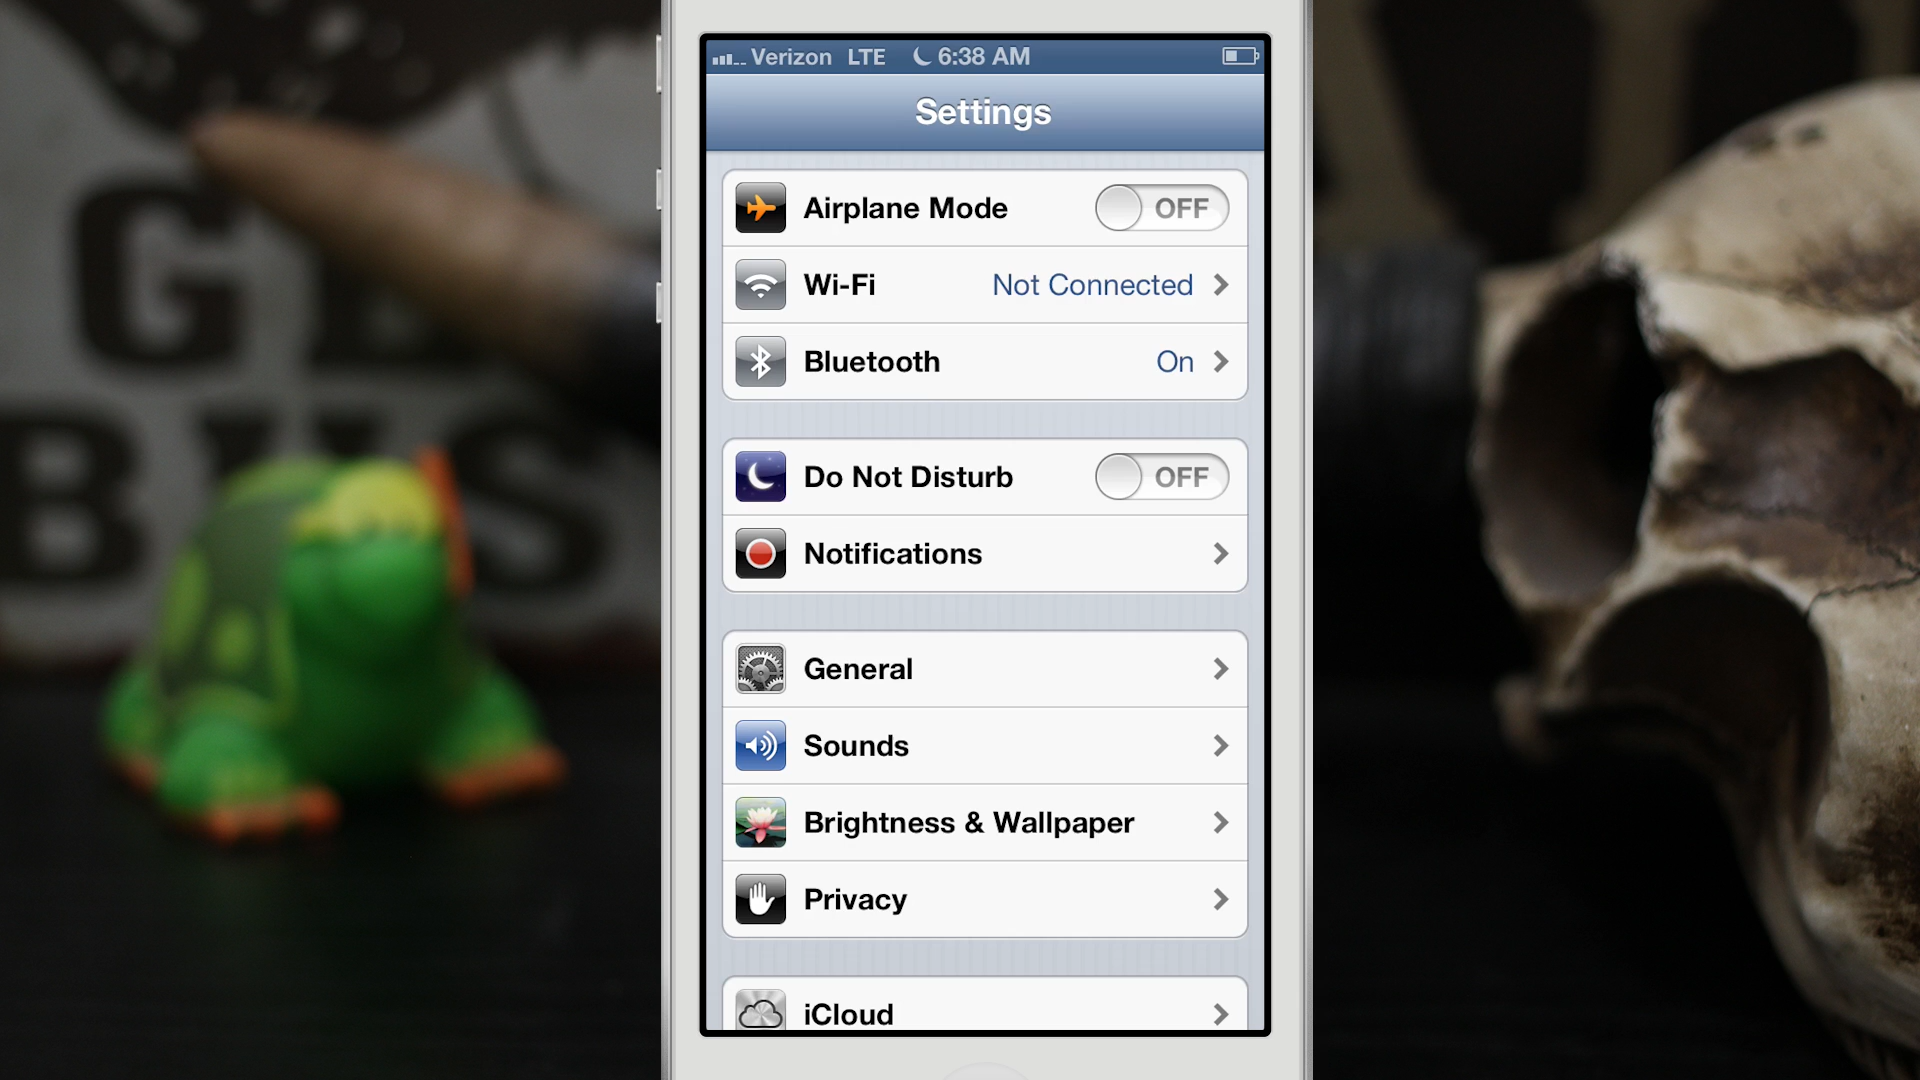 Verizon LTE 6:38 AM
Settings
Airplane Mode OFF
Wi-Fi Not Connected
Bluetooth On
Do Not Disturb OFF
Notifications
General
Sounds
Brightness & Wallpaper
Privacy
iCloud